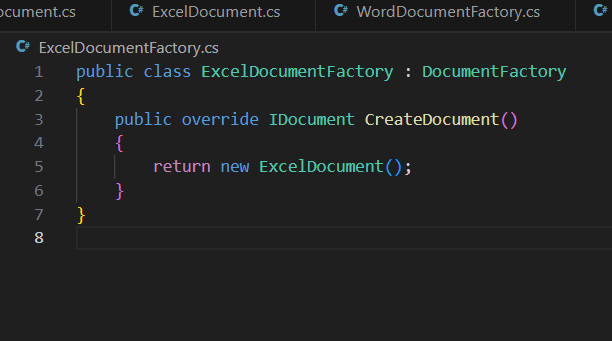 ocument.cs C# ExcelDocument.cs C# WordDocumentFactory.cs C#
C# ExcelDocumentFactory.cs
1 public class ExcelDocumentFactory : DocumentFactory
2 {
3     public override IDocument CreateDocument()
4     {
5         return new ExcelDocument();
6     }
7 }
8